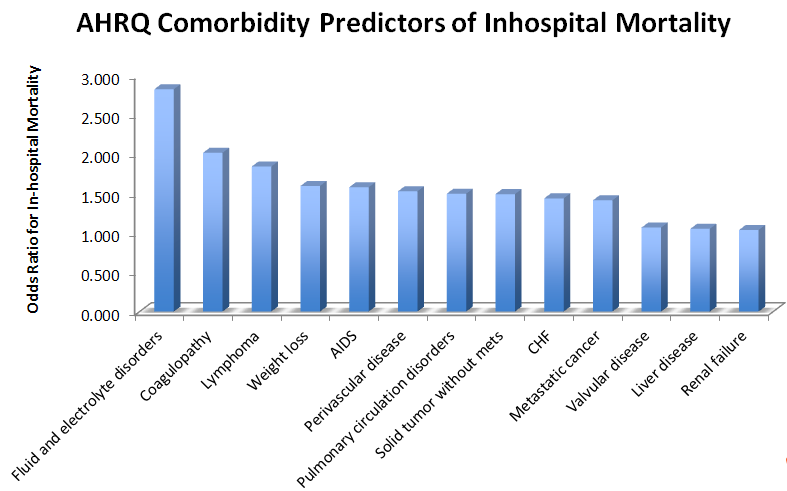 AHRQ Comorbidity Predictors of Inhospital Mortality
Odds Ratio for In-hospital Mortality
3.000
2.500
2.000
1.500
1.000
0.500
0.000
Fluid and electrolyte disorders
Coagulopathy
Lymphoma
Weight loss
AIDS
Perivascular disease
Pulmonary circulation disorders
Solid tumor without mets
CHF
Metastatic cancer
Valvular disease
Liver disease
Renal failure